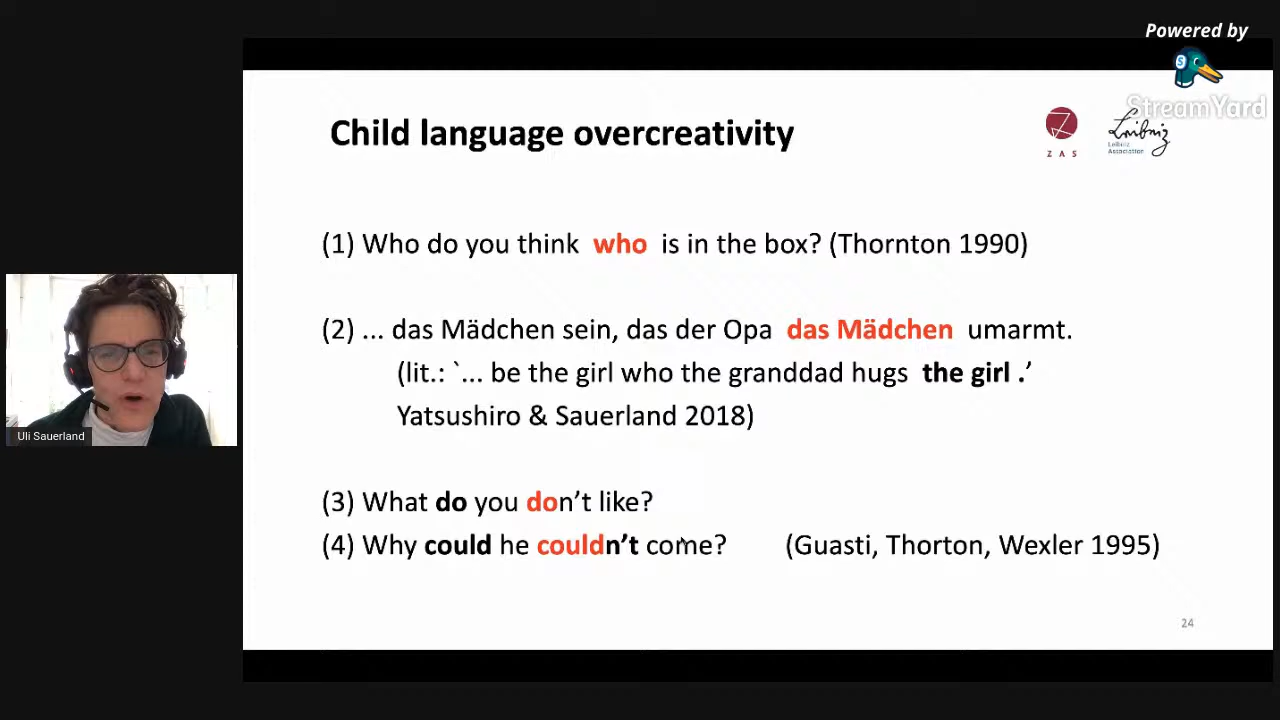 Powered by
StreamYard
Child language overcreativity
Z A S
Leibniz
Leibniz
Association
(1) Who do you think who is in the box? (Thornton 1990)
(2) ... das Mädchen sein, das der Opa das Mädchen umarmt.
(lit.: `... be the girl who the granddad hugs the girl .’
Yatsushiro & Sauerland 2018)
Uli Sauerland
(3) What do you don’t like?
(4) Why could he couldn’t come? (Guasti, Thorton, Wexler 1995)
24